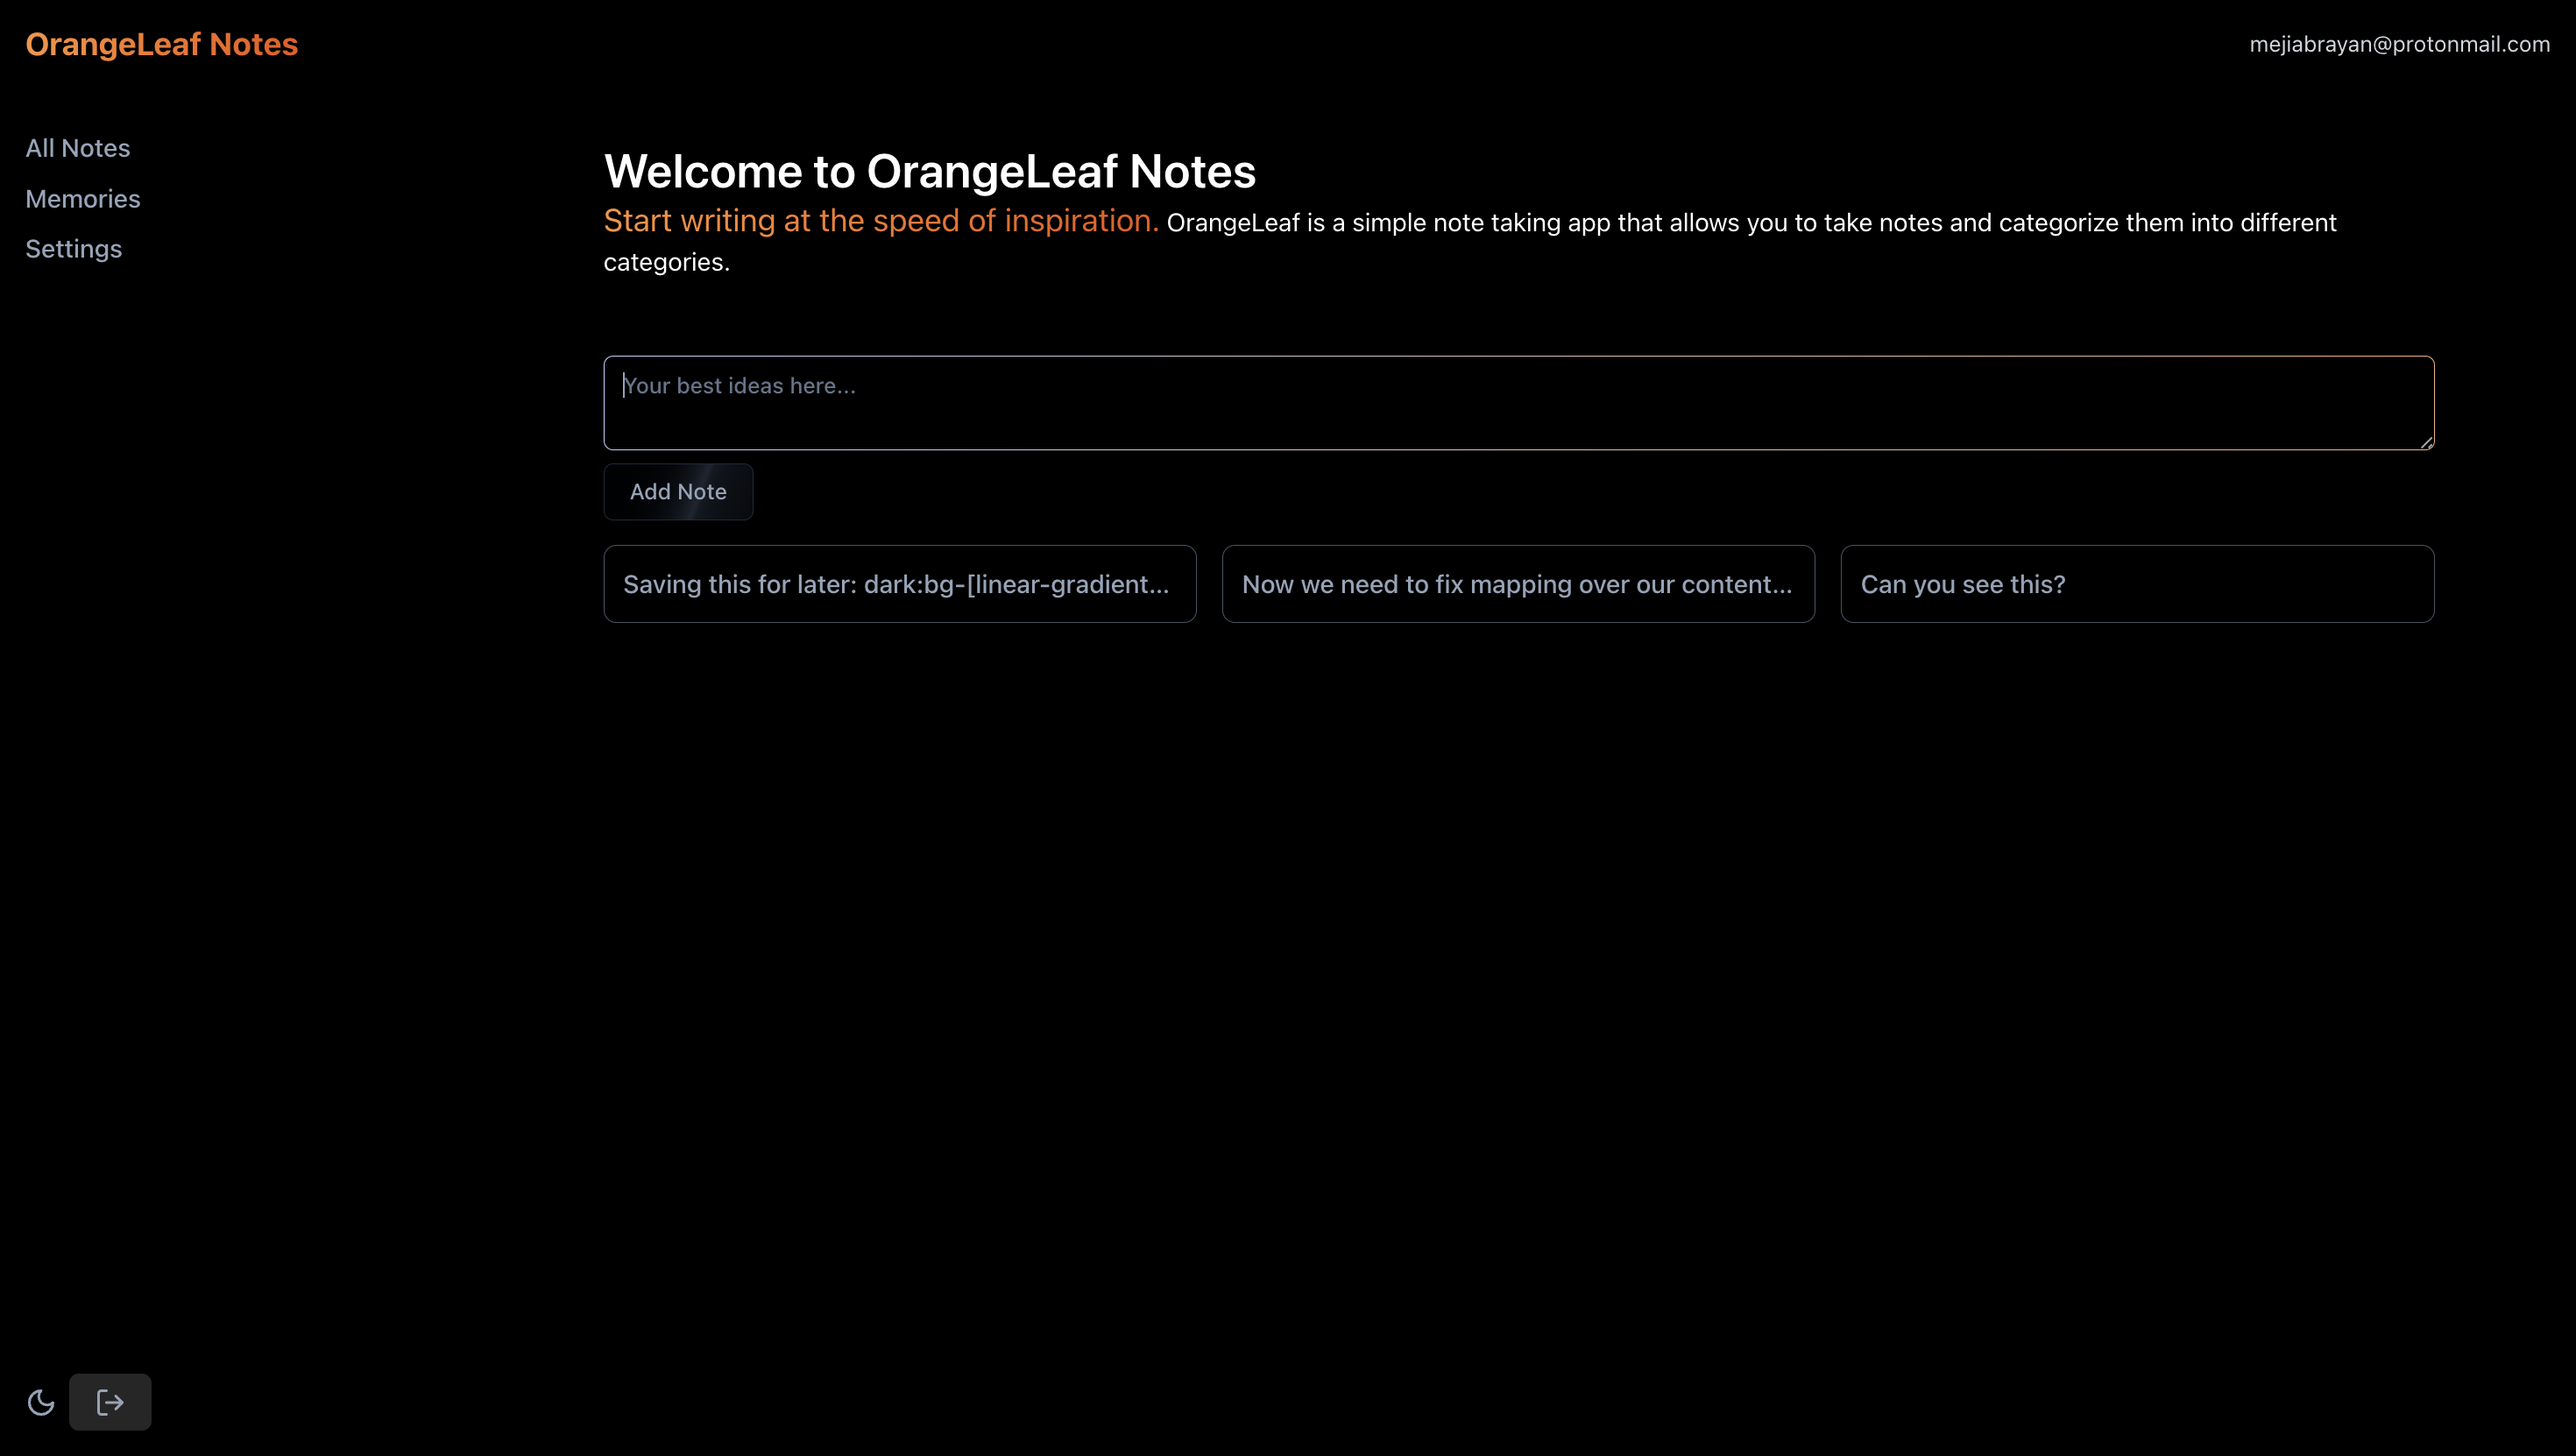 OrangeLeaf Notes
mejiabrayan@protonmail.com
All Notes
Memories
Settings
Welcome to OrangeLeaf Notes
Start writing at the speed of inspiration. OrangeLeaf is a simple note taking app that allows you to take notes and categorize them into different
categories.
Your best ideas here...
Add Note
Saving this for later: dark:bg-[linear-gradient...
Now we need to fix mapping over our content...
Can you see this?